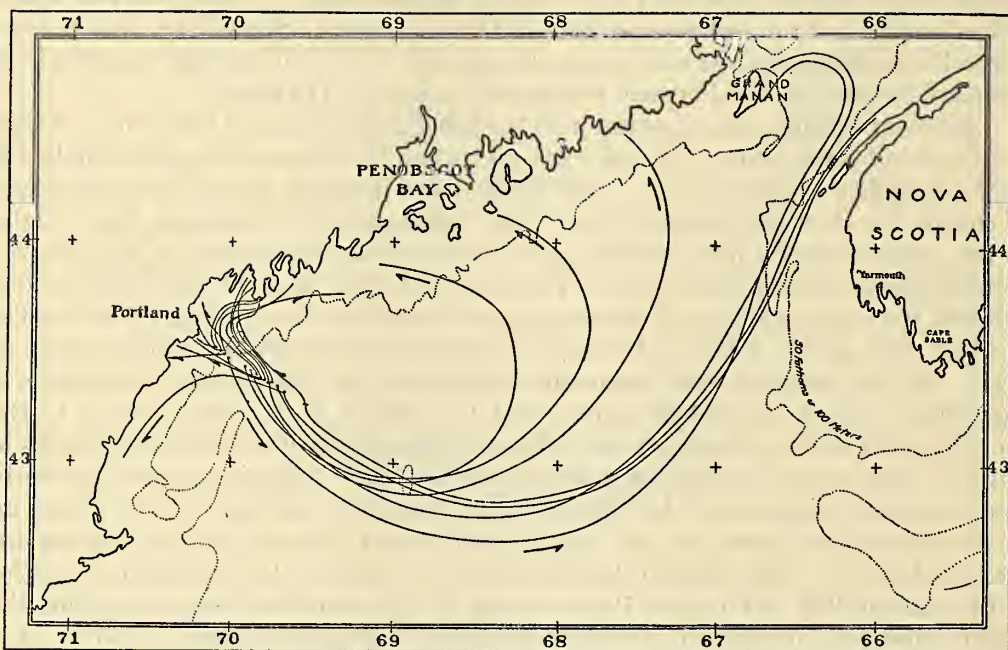 71 70 69 68 67 66
GRAND
MANAN
PENOBSCOT
BAY
NOVA
SCOTIA
44 44
Yarmouth
Portland
CAPE
SABLE
50 Fathoms or 100 Meters
43 43
71 70 69 68 67 66